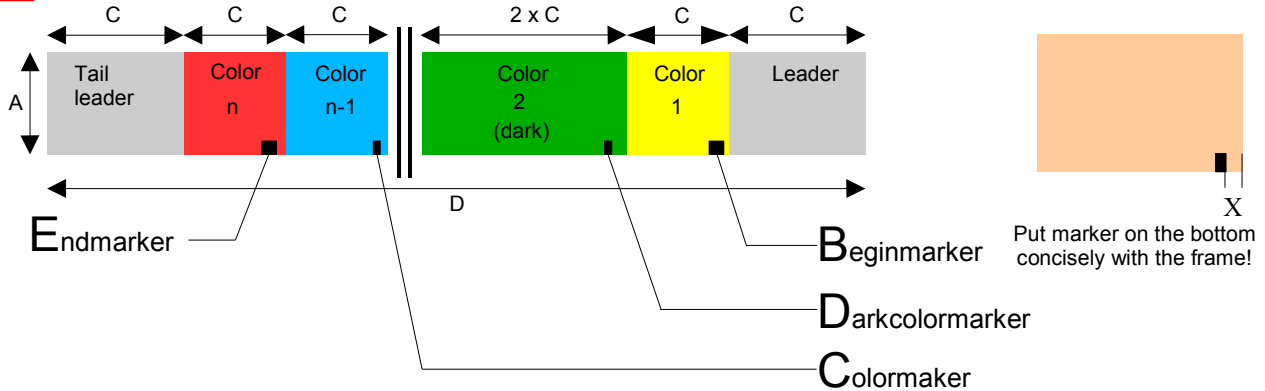 C
C
C
2 x C
C
C
A
Tail
leader
Color
n
Color
n-1
Color
2
(dark)
Color
1
Leader
D
X
Endmarker
Beginmarker
Put marker on the bottom
concisely with the frame!
Darkcolormarker
Colormaker